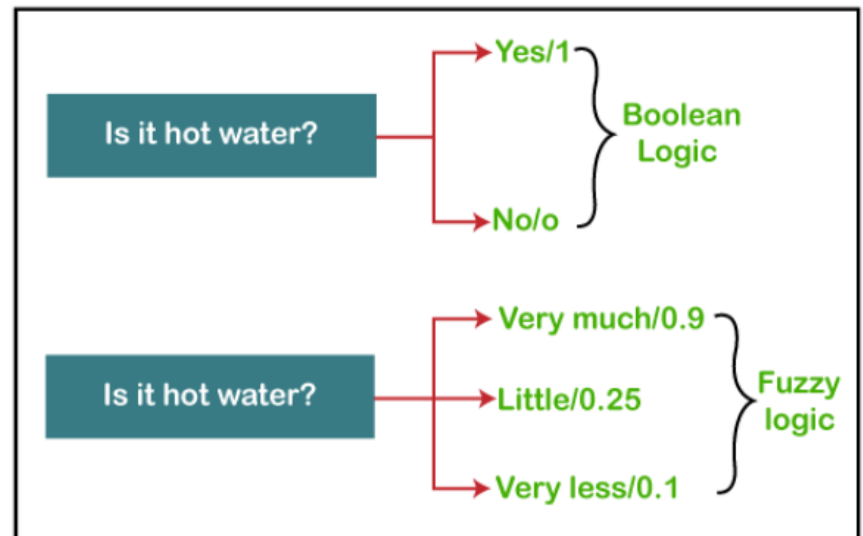 Is it hot water?
Yes/1
No/o
Boolean
Logic
Is it hot water?
Very much/0.9
Little/0.25
Very less/0.1
Fuzzy
logic